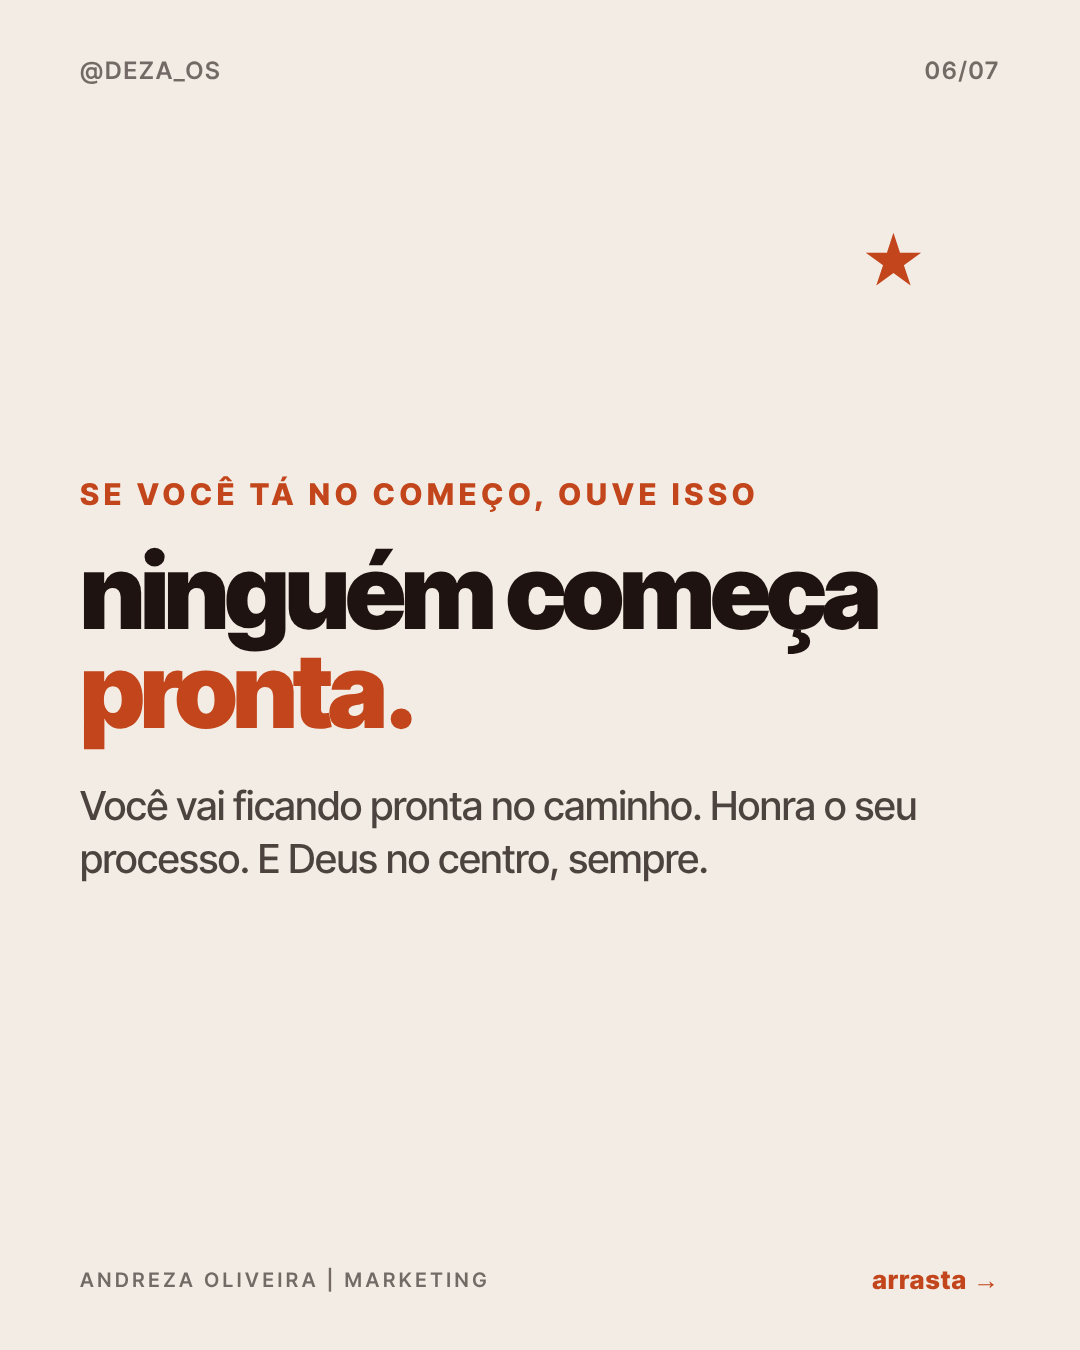 @DEZA_OS
06/07
SE VOCÊ TÁ NO COMEÇO, OUVE ISSO
ninguém começa
pronta.
Você vai ficando pronta no caminho. Honra o seu
processo. E Deus no centro, sempre.
ANDREZA OLIVEIRA | MARKETING
arrasta →